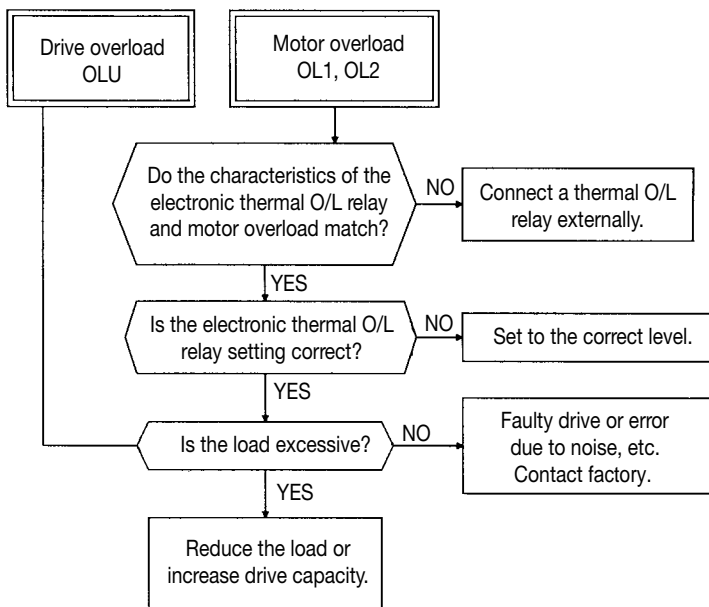 Drive overload
OLU
Motor overload
OL1, OL2
Do the characteristics of the
electronic thermal O/L relay
and motor overload match?
NO
Connect a thermal O/L
relay externally.
YES
Is the electronic thermal O/L
relay setting correct?
NO
Set to the correct level.
YES
Is the load excessive?
NO
Faulty drive or error
due to noise, etc.
Contact factory.
YES
Reduce the load or
increase drive capacity.